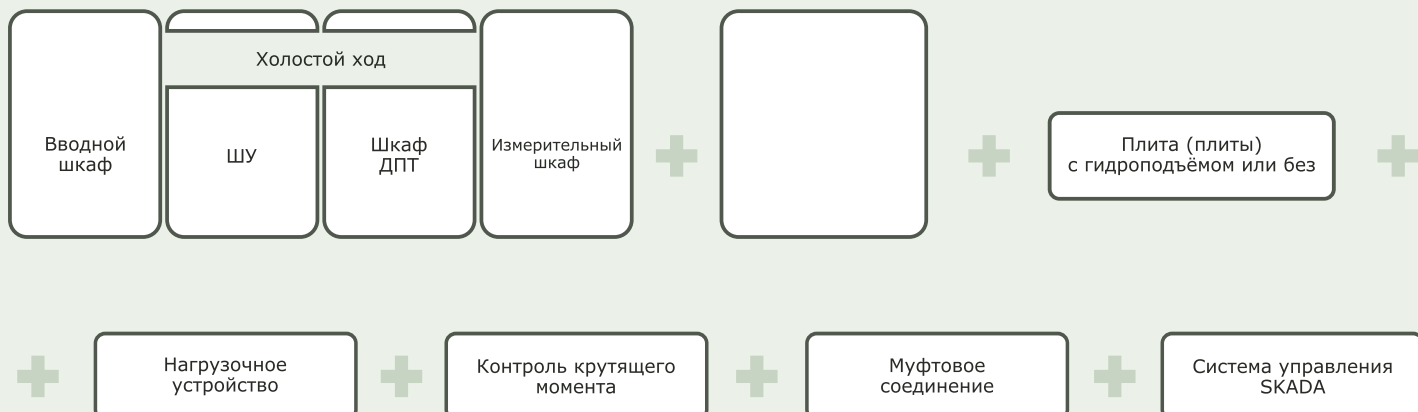 Холостой ход
Вводной
шкаф
ШУ
Шкаф
ДПТ
Измерительный
шкаф
Плита (плиты)
с гидроподъёмом или без
Нагрузочное
устройство
Контроль крутящего
момента
Муфтовое
соединение
Система управления
SKADA